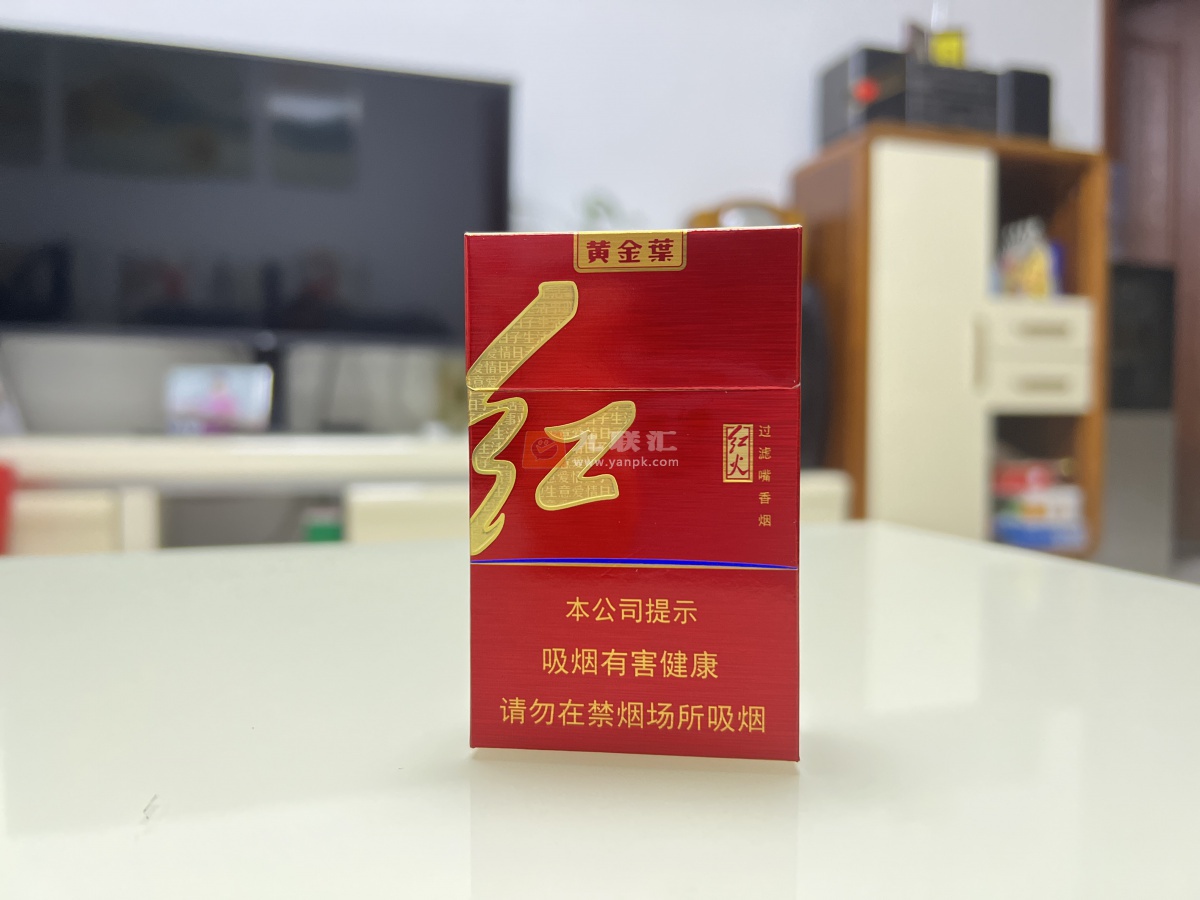 黄金葉
红
红火
过滤嘴香烟
烟联汇
www.yanpk.com
本公司提示
吸烟有害健康
请勿在禁烟场所吸烟